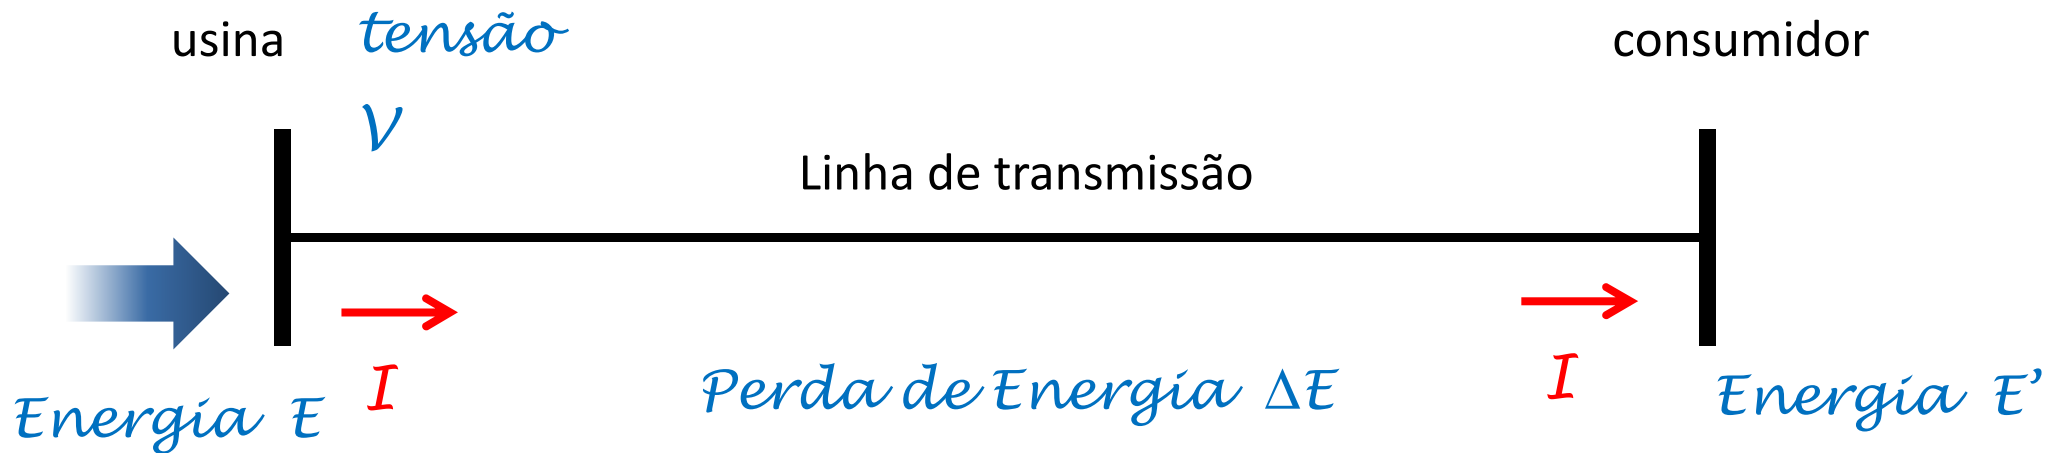 usina
tensão
consumidor
V
Linha de transmissão
I
I
Energia E
Perda de Energia ΔE
Energia E’